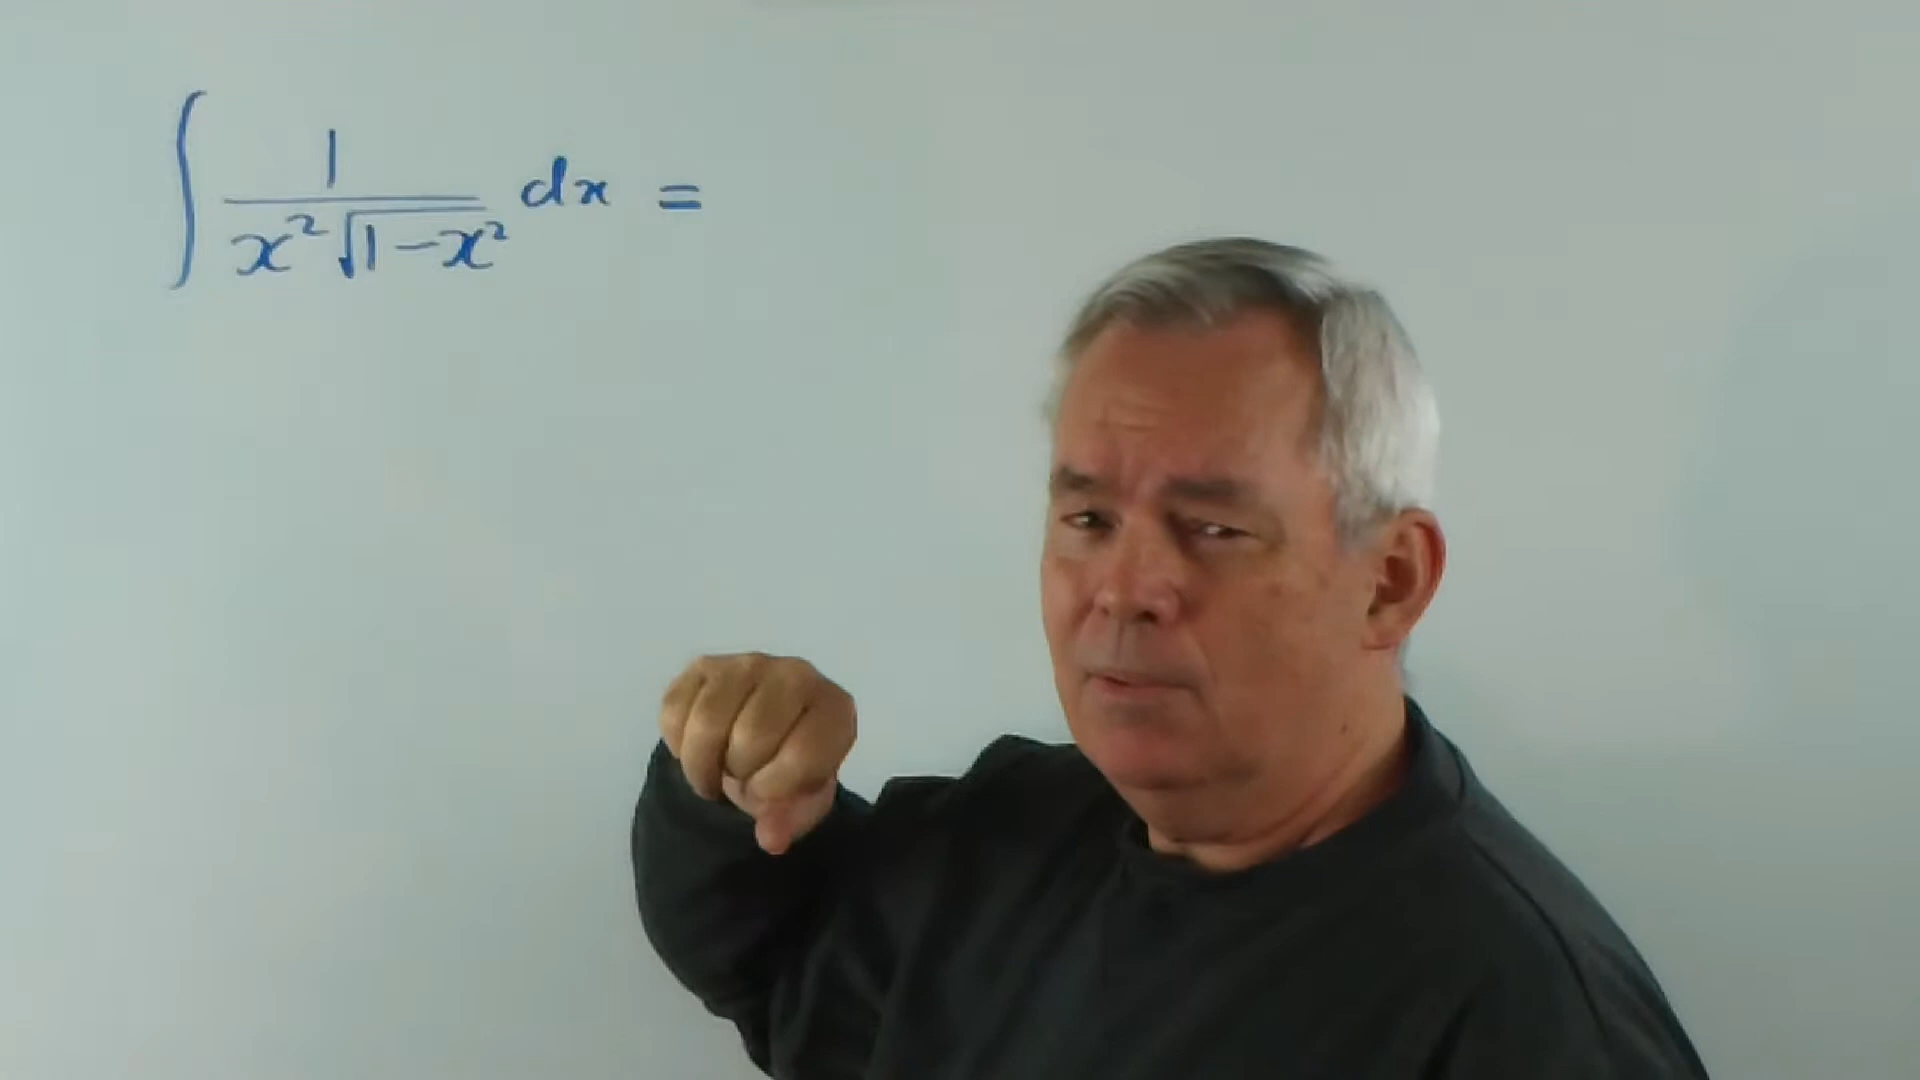 ∫ 1/(x²√(1-x²)) dx =